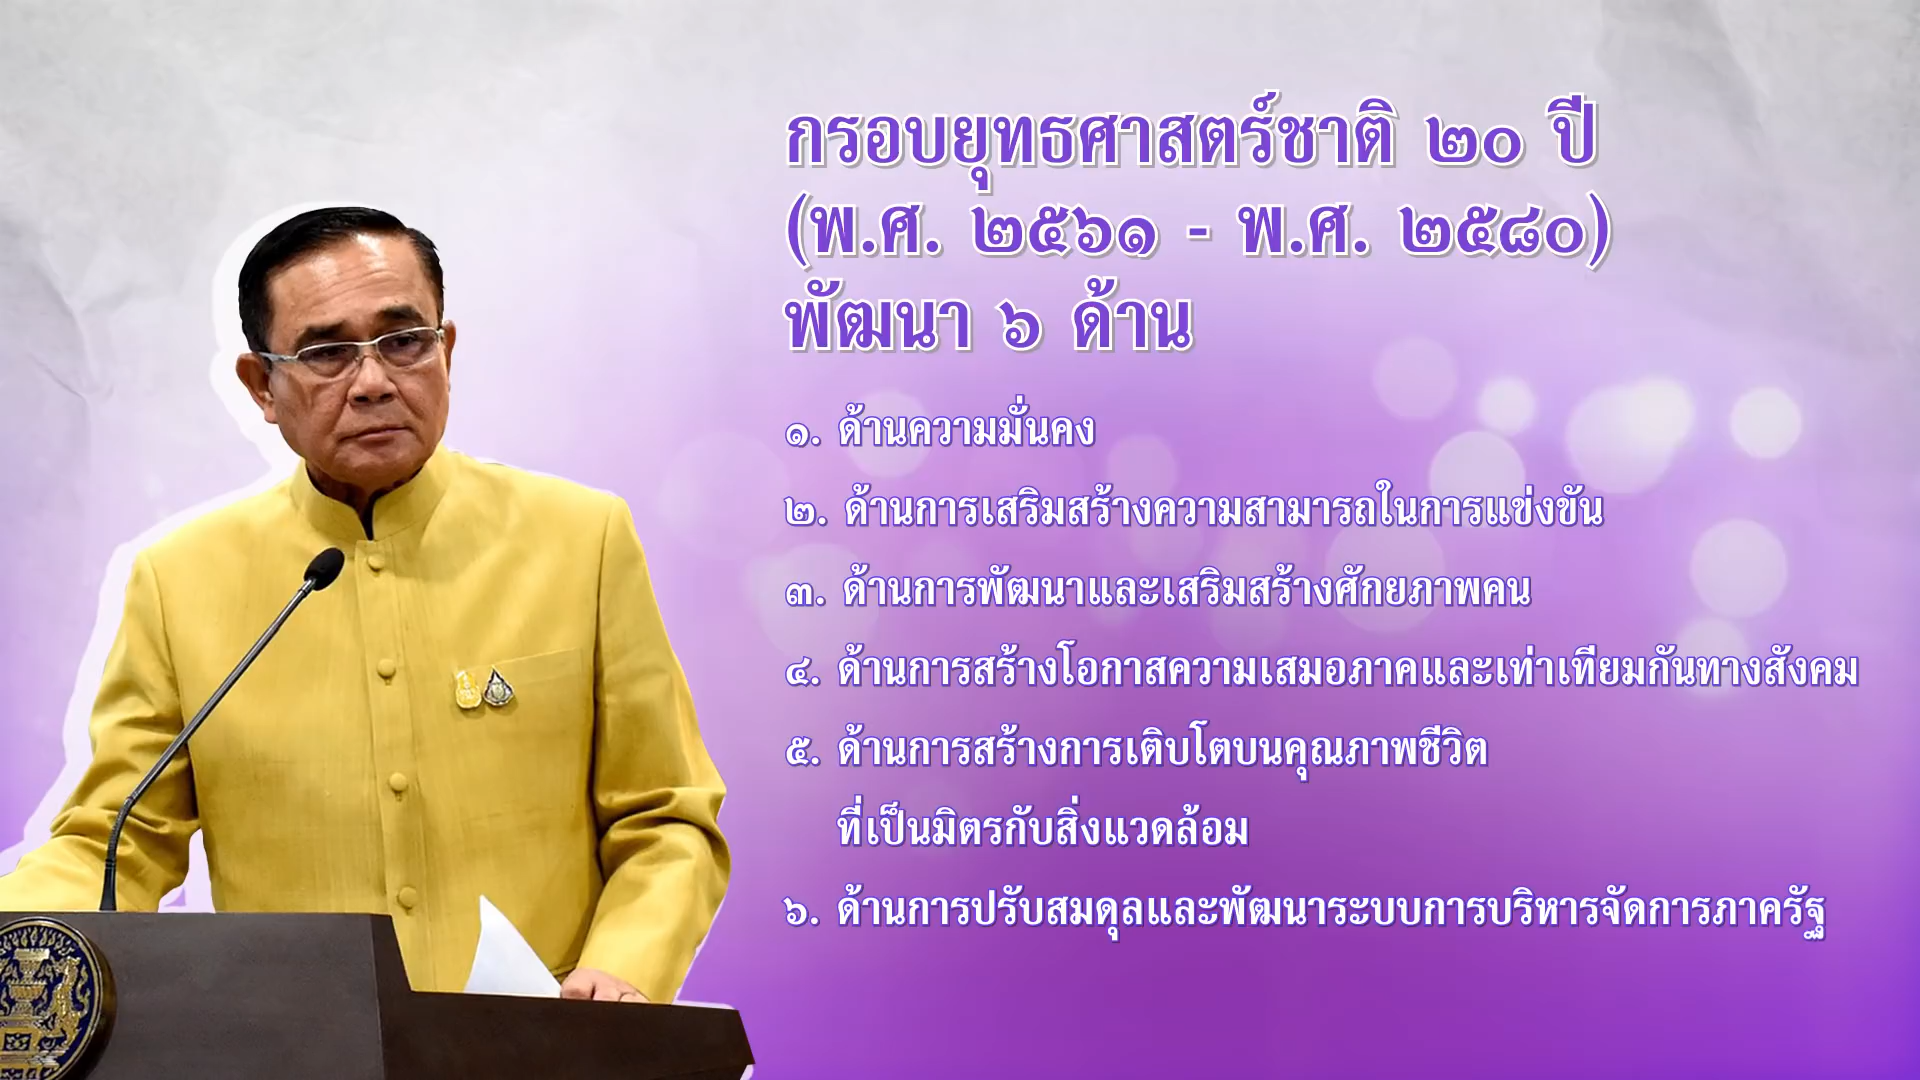 กรอบยุทธศาสตร์ชาติ ๒๐ ปี
(พ.ศ. ๒๕๖๑ - พ.ศ. ๒๕๘๐)
พัฒนา ๖ ด้าน
๑. ด้านความมั่นคง
๒. ด้านการเสริมสร้างความสามารถในการแข่งขัน
๓. ด้านการพัฒนาและเสริมสร้างศักยภาพคน
๔. ด้านการสร้างโอกาสความเสมอภาคและเท่าเทียมกันทางสังคม
๕. ด้านการสร้างการเติบโตบนคุณภาพชีวิต
ที่เป็นมิตรกับสิ่งแวดล้อม
๖. ด้านการปรับสมดุลและพัฒนาระบบการบริหารจัดการภาครัฐ